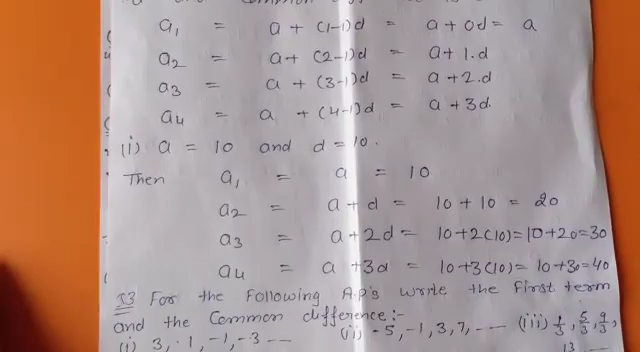 a₁ = a + (1-1)d = a + 0d = a
a₂ = a + (2-1)d = a + 1.d
a₃ = a + (3-1)d = a + 2.d
a₄ = a + (4-1)d = a + 3d.
(i) a = 10 and d = 10.
Then a₁ = a = 10
a₂ = a + d = 10 + 10 = 20
a₃ = a + 2d = 10 + 2(10) = 10 + 20 = 30
a₄ = a + 3d = 10 + 3(10) = 10 + 30 = 40
For the Following A.P's write the first term
and the Common difference:-
(i) 3, 1, -1, -3 ---- (ii) -5, -1, 3, 7, ---- (iii) 1/3, 5/3, 9/3,
13 ----